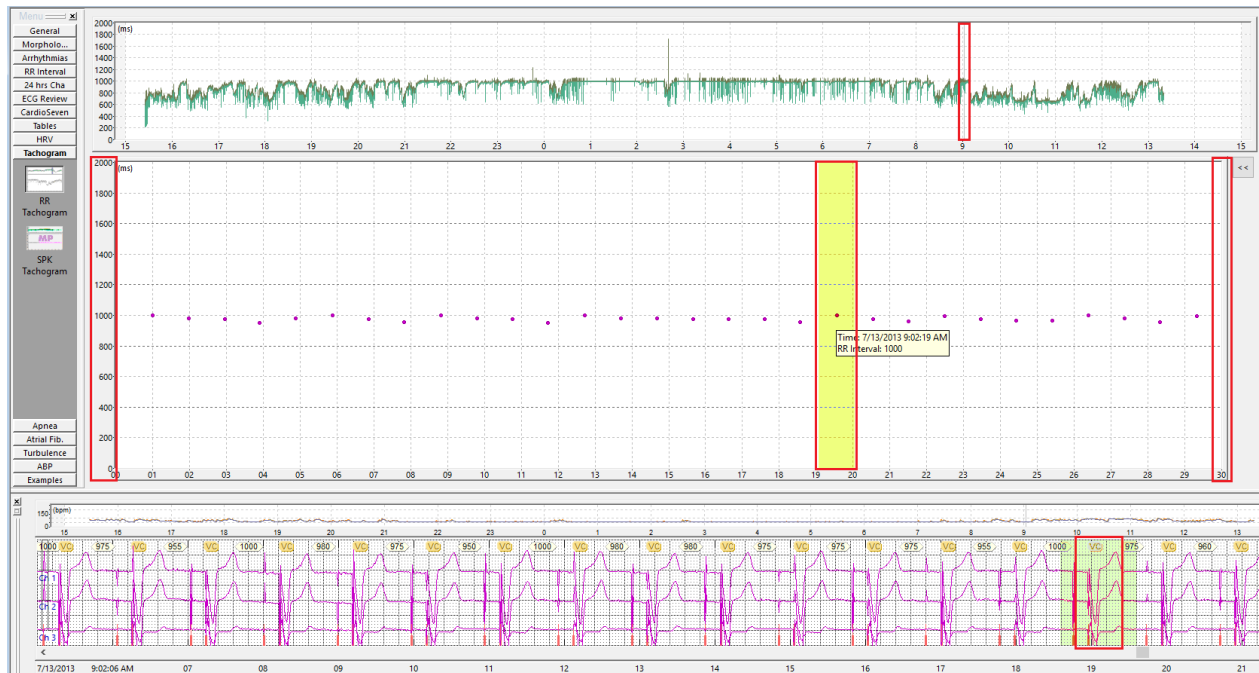 Menu
General
Morpholo...
Arrhythmias
RR Interval
24 hrs Cha
ECG Review
CardioSeven
Tables
HRV
Tachogram
RR
Tachogram
MP
SPK
Tachogram
Apnea
Atrial Fib.
Turbulence
ABP
Examples
2000 (ms)
1800
1600
1400
1200
1000
800
600
400
200
0
15 16 17 18 19 20 21 22 23 0 1 2 3 4 5 6 7 8 9 10 11 12 13 14 15
<<
2000 (ms)
1800
1600
1400
1200
1000
800
600
400
200
0
Time: 7/13/2013 9:02:19 AM
RR Interval: 1000
00 01 02 03 04 05 06 07 08 09 10 11 12 13 14 15 16 17 18 19 20 21 22 23 24 25 26 27 28 29 30
150 (bpm)
0
15 16 17 18 19 20 21 22 23 0 1 2 3 4 5 6 7 8 9 10 11 12 13
1000 VC 975 VC 955 VC 1000 VC 980 VC 975 VC 950 VC 1000 VC 980 VC 980 VC 975 VC 975 VC 975 VC 955 VC 1000 VC 975 VC 960 VC
Ch 1
Ch 2
Ch 3
<
7/13/2013 9:02:06 AM 07 08 09 10 11 12 13 14 15 16 17 18 19 20 21